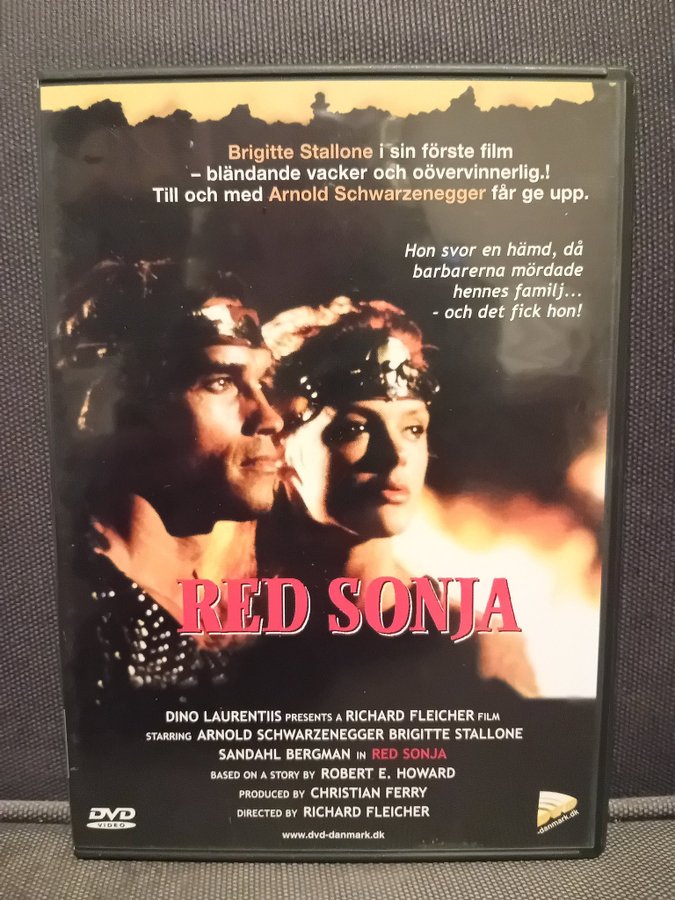 Brigitte Stallone i sin förste film
– bländande vacker och oövervinnerlig.!
Till och med Arnold Schwarzenegger får ge upp.
Hon svor en hämd, då
barbarerna mördade
hennes familj...
- och det fick hon!
RED SONJA
DINO LAURENTIIS PRESENTS A RICHARD FLEICHER FILM
STARRING ARNOLD SCHWARZENEGGER BRIGITTE STALLONE
SANDAHL BERGMAN IN RED SONJA
BASED ON A STORY BY ROBERT E. HOWARD
PRODUCED BY CHRISTIAN FERRY
DIRECTED BY RICHARD FLEICHER
www.dvd-danmark.dk
DVD
VIDEO
DVD
-danmark.dk